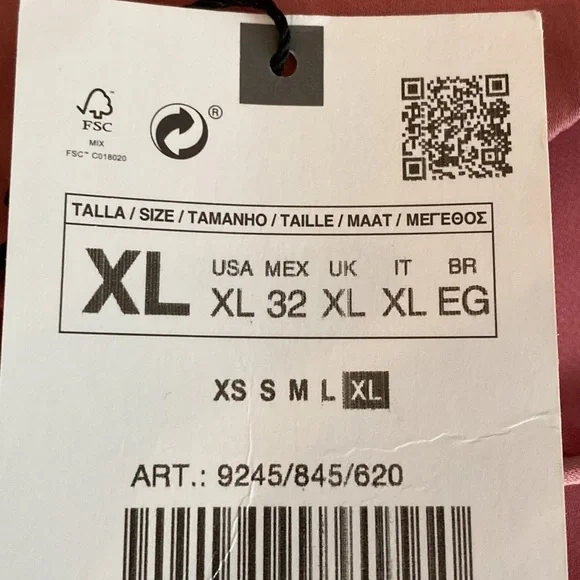 FSC
MIX
FSC™ C018020
®
TALLA / SIZE / TAMANHO / TAILLE / MAAT / ΜΕΓΕΘΟΣ
XL
USA MEX UK IT BR
XL 32 XL XL EG
XS S M L XL
ART.: 9245/845/620